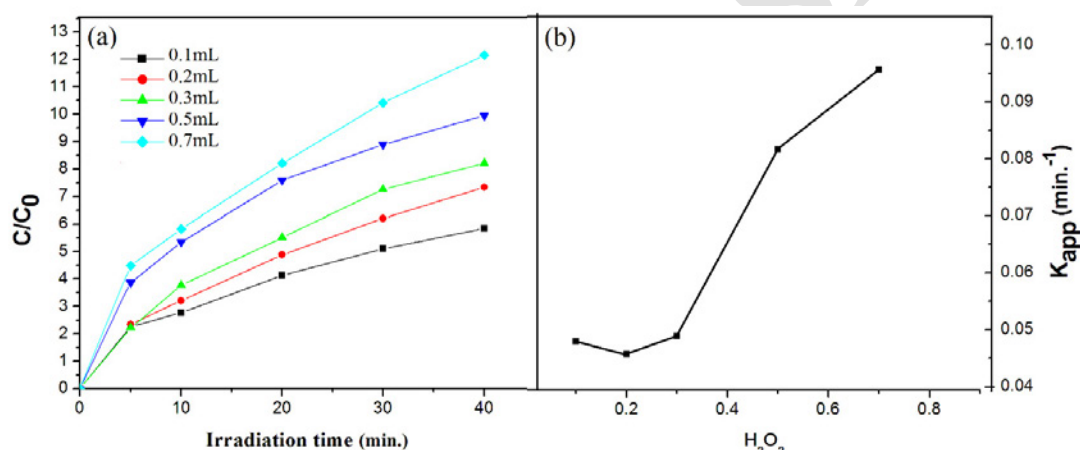 (a)
0.1mL
0.2mL
0.3mL
0.5mL
0.7mL
C/C0
13
12
11
10
9
8
7
6
5
4
3
2
1
0
0 10 20 30 40
Irradiation time (min.)
(b)
0.10
0.09
0.08
0.07
0.06
0.05
0.04
Kapp (min.-1)
0.2 0.4 0.6 0.8
H2O2